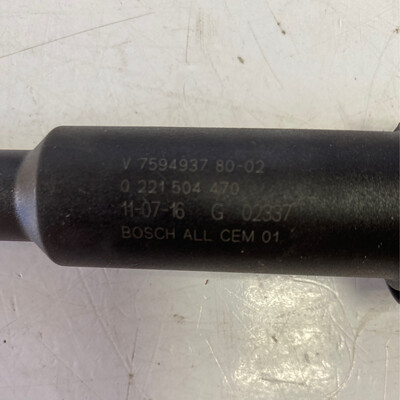 V 7594937 80-02
0 221 504 470
11-07-16 G 02337
BOSCH ALL CEM 01